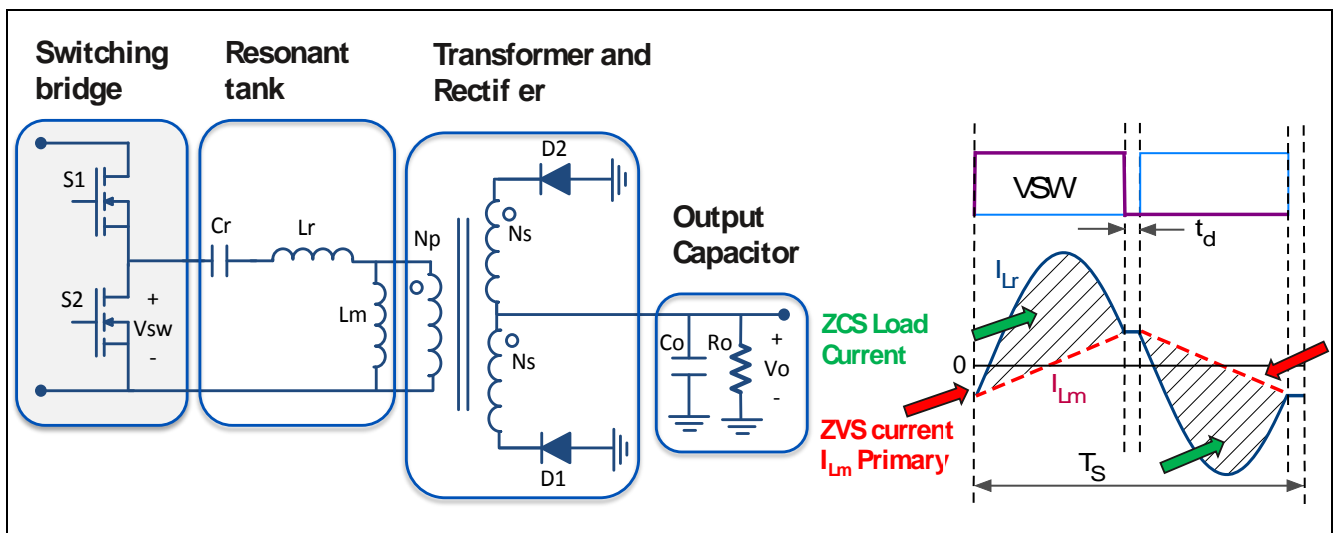 Switching
bridge
Resonant
tank
Transformer and
Rectif er
Output
Capacitor
S1
S2
+
Vsw
-
Cr
Lr
Lm
Np
Ns
Ns
D2
D1
Co
Ro
+
Vo
-
VSW
td
ILr
ZCS Load
Current
0
ILm
ZVS current
ILm Primary
TS